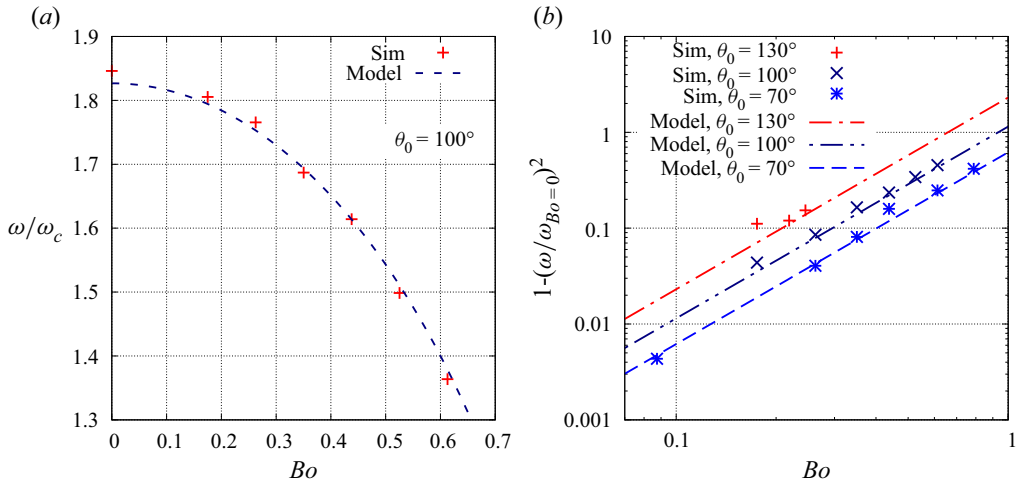 (a)
1.9
1.8
1.7
1.6
1.5
1.4
1.3
ω/ωc
Sim
Model
θ0 = 100°
0 0.1 0.2 0.3 0.4 0.5 0.6 0.7
Bo
(b)
10
1
0.1
0.01
0.001
1-(ω/ωBo = 0)2
Sim, θ0 = 130°
Sim, θ0 = 100°
Sim, θ0 = 70°
Model, θ0 = 130°
Model, θ0 = 100°
Model, θ0 = 70°
0.1 1
Bo